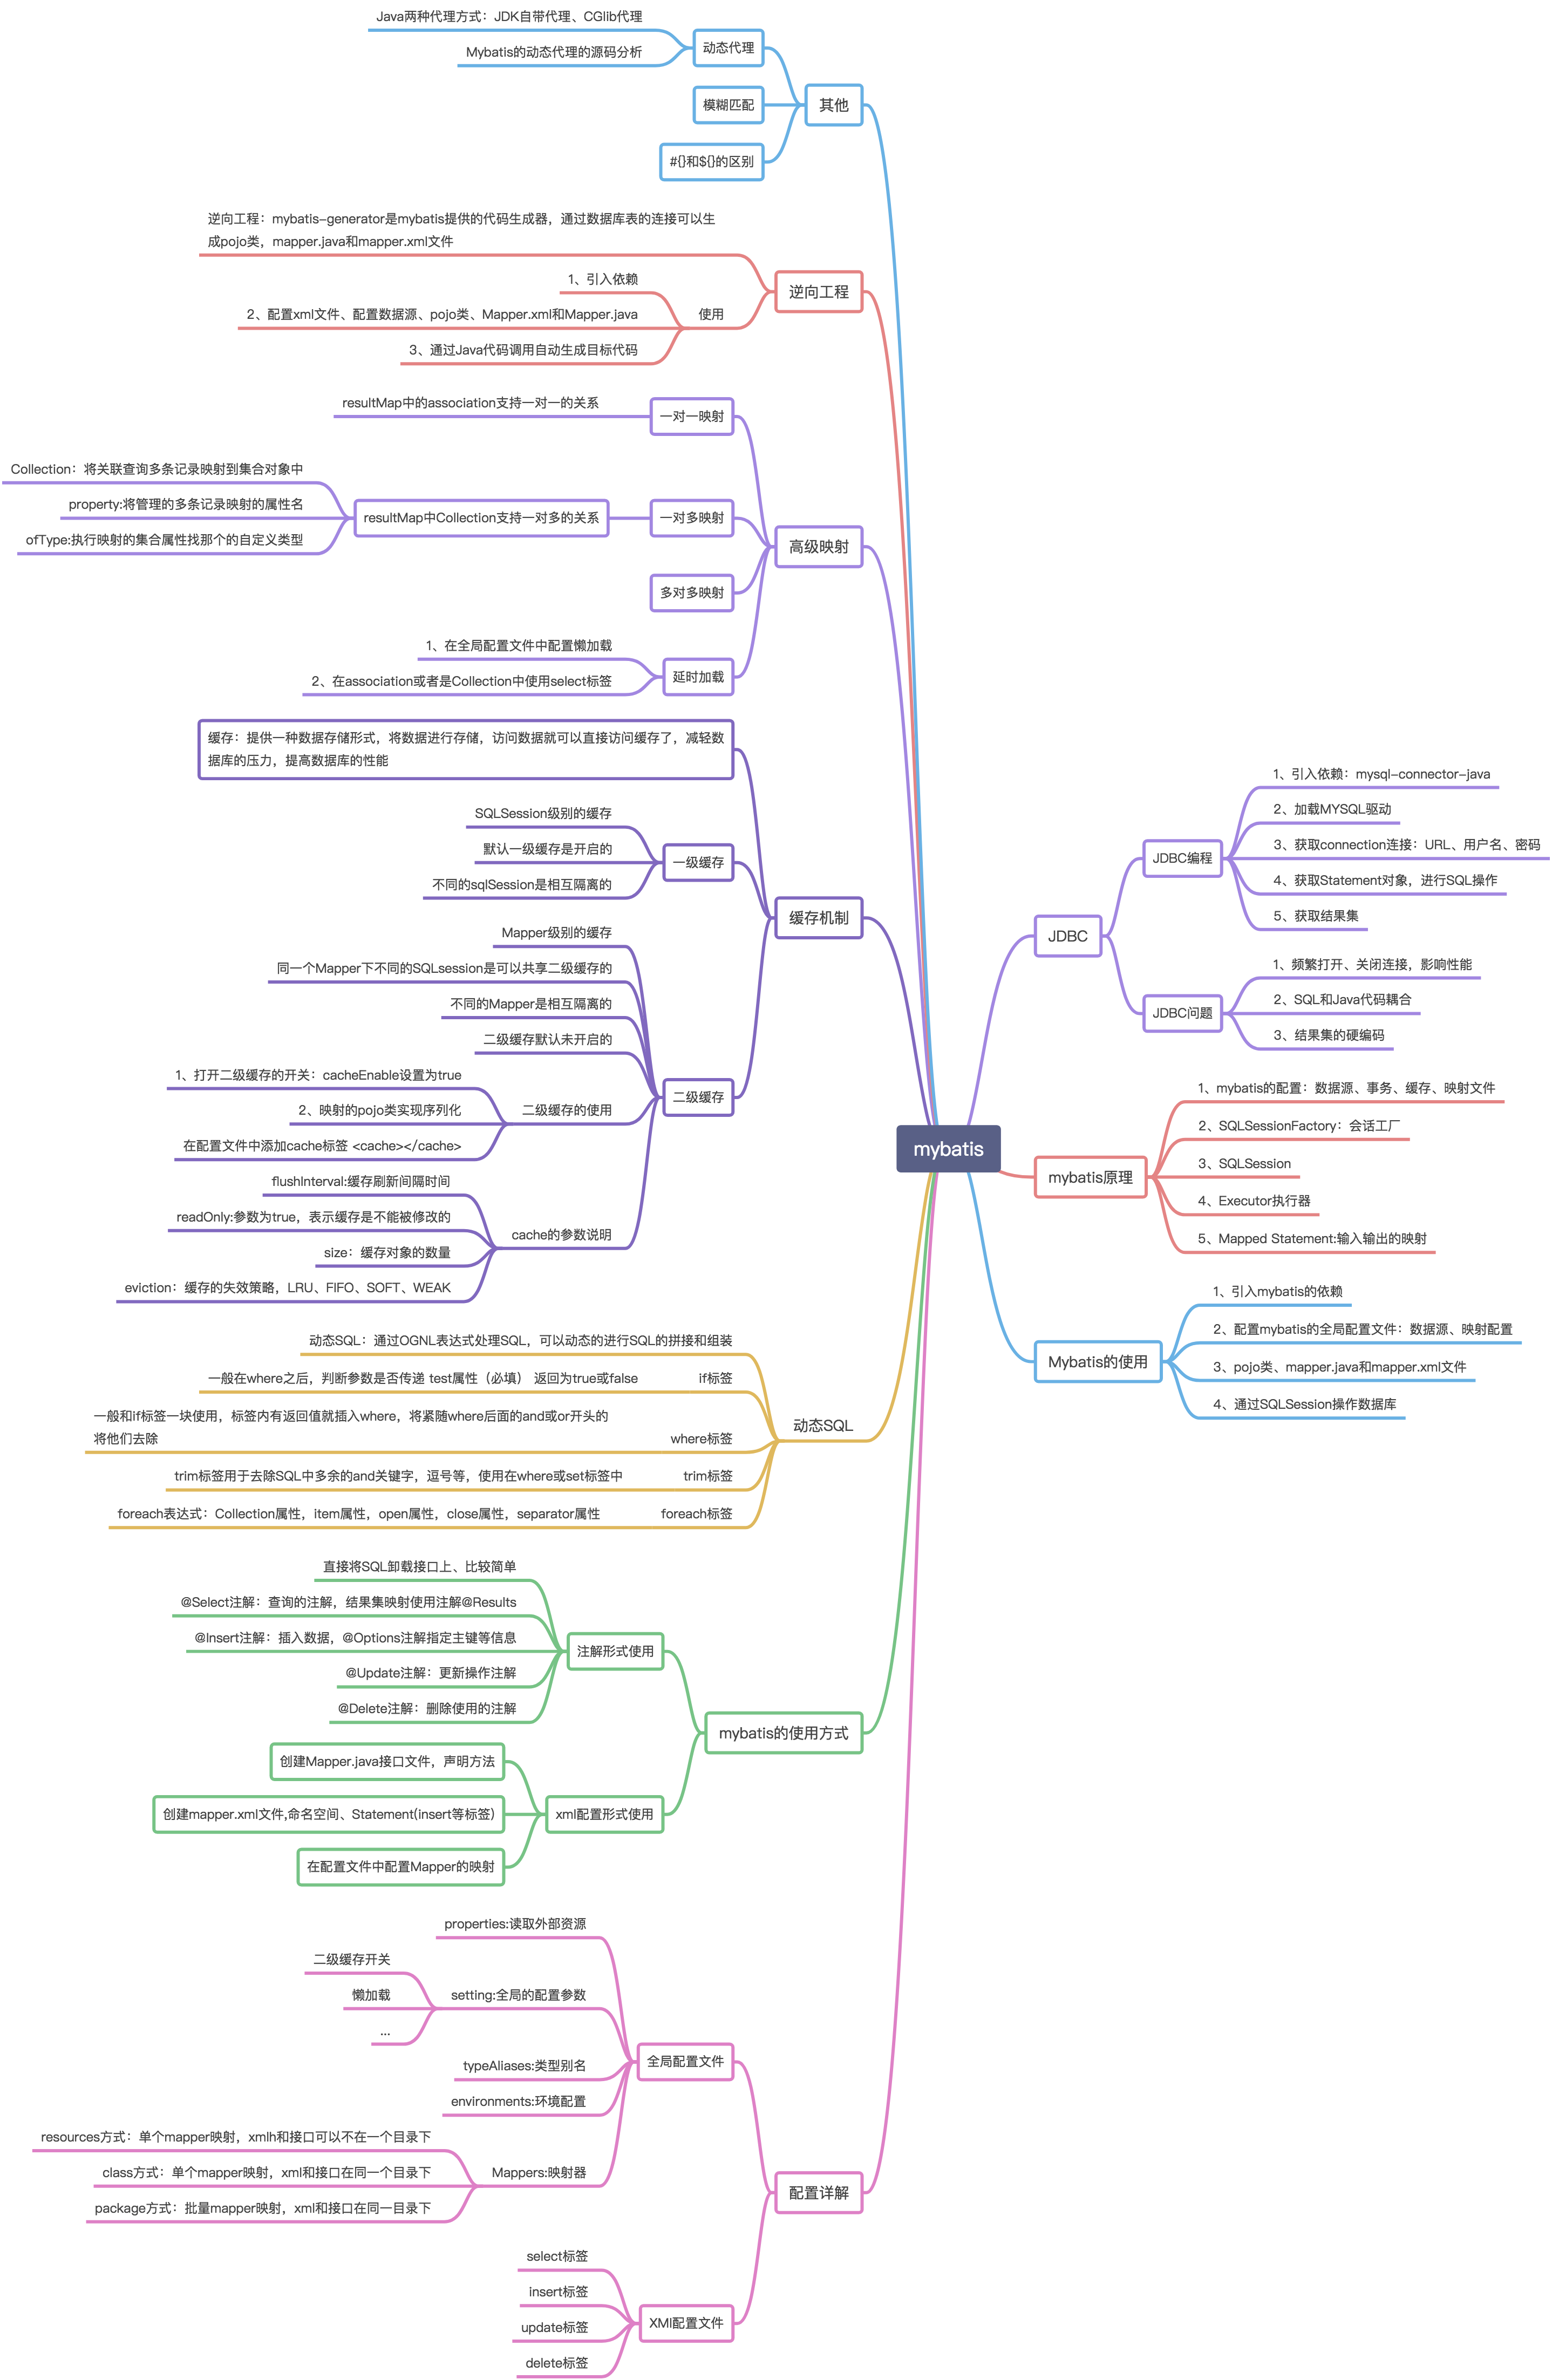 mybatis
JDBC
JDBC编程
1、引入依赖：mysql-connector-java
2、加载MYSQL驱动
3、获取connection连接：URL、用户名、密码
4、获取Statement对象，进行SQL操作
5、获取结果集
JDBC问题
1、频繁打开、关闭连接，影响性能
2、SQL和Java代码耦合
3、结果集的硬编码
mybatis原理
1、mybatis的配置：数据源、事务、缓存、映射文件
2、SQLSessionFactory：会话工厂
3、SQLSession
4、Executor执行器
5、Mapped Statement:输入输出的映射
Mybatis的使用
1、引入mybatis的依赖
2、配置mybatis的全局配置文件：数据源、映射配置
3、pojo类、mapper.java和mapper.xml文件
4、通过SQLSession操作数据库
其他
动态代理
Java两种代理方式：JDK自带代理、CGlib代理
Mybatis的动态代理的源码分析
模糊匹配
#{}和${}的区别
逆向工程
逆向工程：mybatis-generator是mybatis提供的代码生成器，通过数据库表的连接可以生
成pojo类，mapper.java和mapper.xml文件
使用
1、引入依赖
2、配置xml文件、配置数据源、pojo类、Mapper.xml和Mapper.java
3、通过Java代码调用自动生成目标代码
高级映射
一对一映射
resultMap中的association支持一对一的关系
一对多映射
resultMap中Collection支持一对多的关系
Collection：将关联查询多条记录映射到集合对象中
property:将管理的多条记录映射的属性名
ofType:执行映射的集合属性找那个的自定义类型
多对多映射
延时加载
1、在全局配置文件中配置懒加载
2、在association或者是Collection中使用select标签
缓存机制
缓存：提供一种数据存储形式，将数据进行存储，访问数据就可以直接访问缓存了，减轻数
据库的压力，提高数据库的性能
一级缓存
SQLSession级别的缓存
默认一级缓存是开启的
不同的sqlSession是相互隔离的
二级缓存
Mapper级别的缓存
同一个Mapper下不同的SQLsession是可以共享二级缓存的
不同的Mapper是相互隔离的
二级缓存默认未开启的
二级缓存的使用
1、打开二级缓存的开关：cacheEnable设置为true
2、映射的pojo类实现序列化
在配置文件中添加cache标签 <cache></cache>
cache的参数说明
flushInterval:缓存刷新间隔时间
readOnly:参数为true，表示缓存是不能被修改的
size：缓存对象的数量
eviction：缓存的失效策略，LRU、FIFO、SOFT、WEAK
动态SQL
动态SQL：通过OGNL表达式处理SQL，可以动态的进行SQL的拼接和组装
if标签
一般在where之后，判断参数是否传递 test属性（必填） 返回为true或false
where标签
一般和if标签一块使用，标签内有返回值就插入where，将紧随where后面的and或or开头的
将他们去除
trim标签
trim标签用于去除SQL中多余的and关键字，逗号等，使用在where或set标签中
foreach标签
foreach表达式：Collection属性，item属性，open属性，close属性，separator属性
mybatis的使用方式
注解形式使用
直接将SQL卸载接口上、比较简单
@Select注解：查询的注解，结果集映射使用注解@Results
@Insert注解：插入数据，@Options注解指定主键等信息
@Update注解：更新操作注解
@Delete注解：删除使用的注解
xml配置形式使用
创建Mapper.java接口文件，声明方法
创建mapper.xml文件,命名空间、Statement(insert等标签)
在配置文件中配置Mapper的映射
配置详解
全局配置文件
properties:读取外部资源
setting:全局的配置参数
二级缓存开关
懒加载
...
typeAliases:类型别名
environments:环境配置
Mappers:映射器
resources方式：单个mapper映射，xmlh和接口可以不在一个目录下
class方式：单个mapper映射，xml和接口在同一个目录下
package方式：批量mapper映射，xml和接口在同一目录下
XMl配置文件
select标签
insert标签
update标签
delete标签